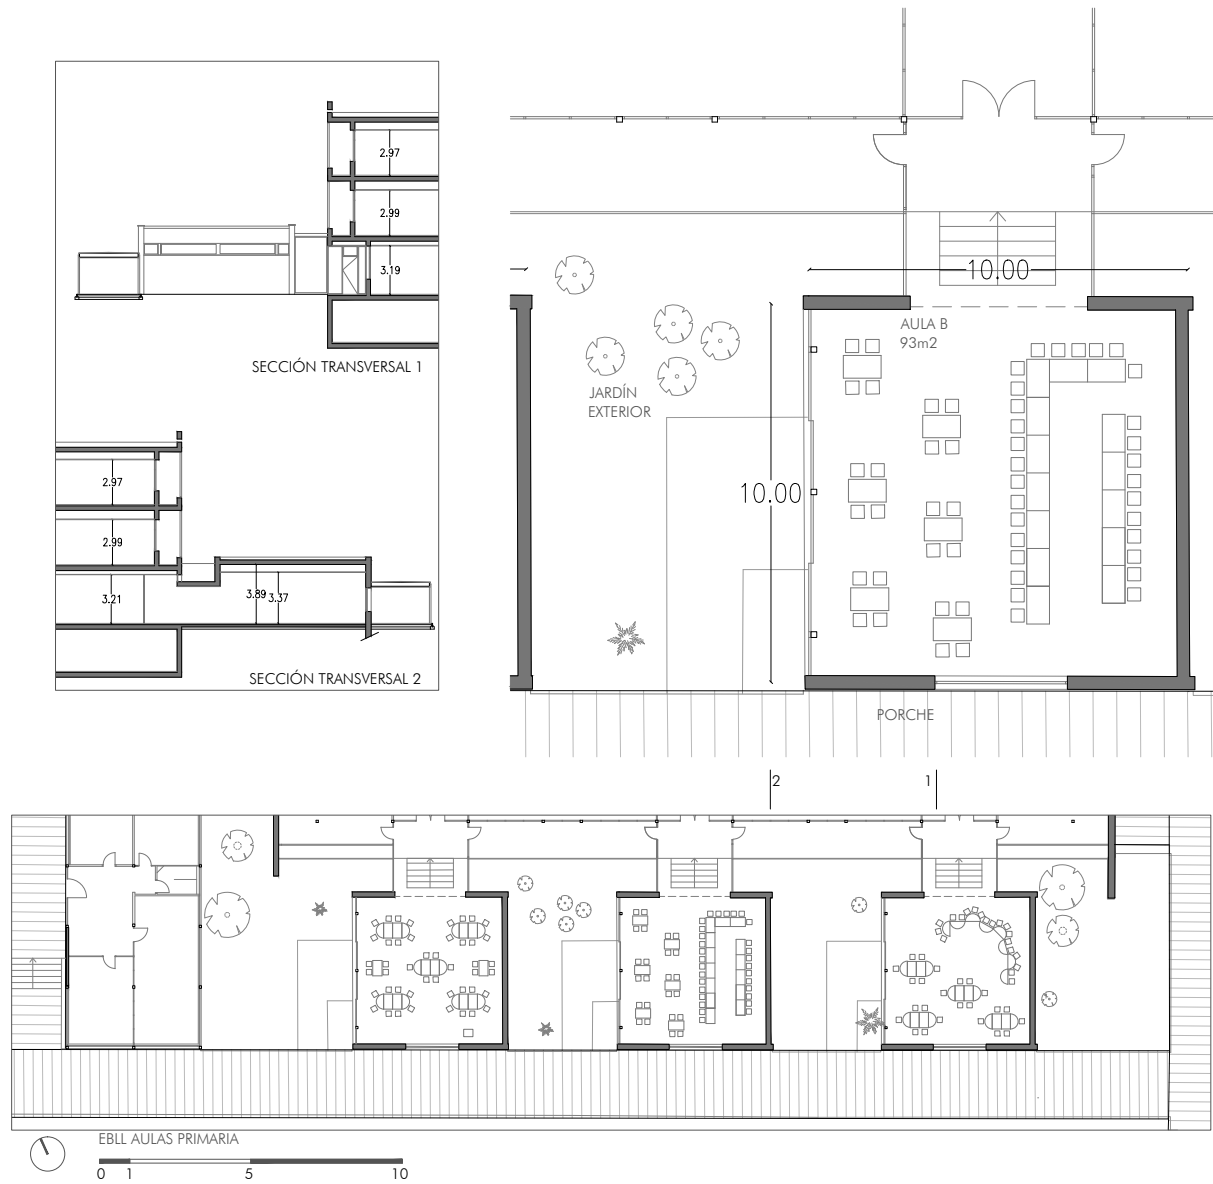 2.97
2.99
3.19
SECCIÓN TRANSVERSAL 1
2.97
2.99
3.21
3.89
3.37
SECCIÓN TRANSVERSAL 2
10.00
AULA B
93m2
JARDÍN
EXTERIOR
10.00
PORCHE
2
1
EBLL AULAS PRIMARIA
0 1 5 10